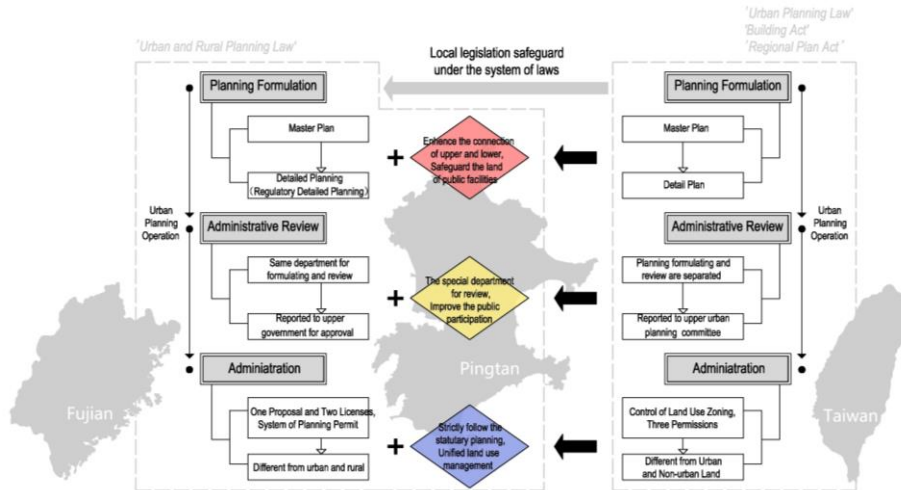 'Urban Planning Law'
'Building Act'
'Regional Plan Act'
'Urban and Rural Planning Law'
Local legislation safeguard
under the system of laws
Planning Formulation
Master Plan
Detailed Planning
(Regulatory Detailed Planning)
Urban
Planning
Operation
Administrative Review
Same department for
formulating and review
Reported to upper
government for approval
Adminiatration
One Proposal and Two Licenses,
System of Planning Permit
Different from urban and rural
Fujian
+
Enhence the connection
of upper and lower,
Safeguard the land
of public facilities
+
The special department
for review,
Improve the public
participation
Pingtan
+
Strictly follow the
statutory planning,
Unified land use
management
Planning Formulation
Master Plan
Detail Plan
Urban
Planning
Operation
Administrative Review
Planning formulating and
review are separated
Reported to upper urban
planning committee
Adminiatration
Control of Land Use Zoning,
Three Permissions
Different from Urban
and Non-urban Land
Taiwan